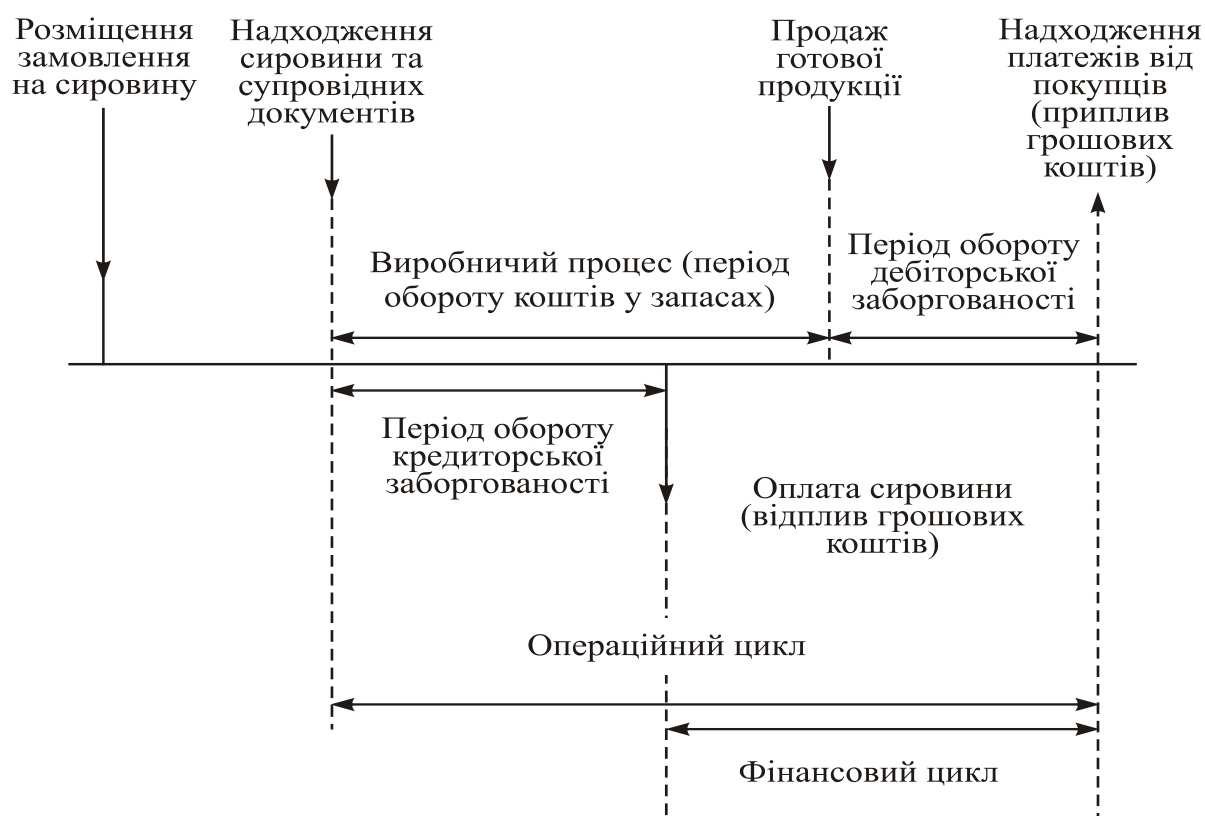 Розміщення
замовлення
на сировину
Надходження
сировини та
супровідних
документів
Продаж
готової
продукції
Надходження
платежів від
покупців
(приплив
грошових
коштів)
Виробничий процес (період
обороту коштів у запасах)
Період обороту
дебіторської
заборгованості
Період обороту
кредиторської
заборгованості
Оплата сировини
(відплив грошових
коштів)
Операційний цикл
Фінансовий цикл